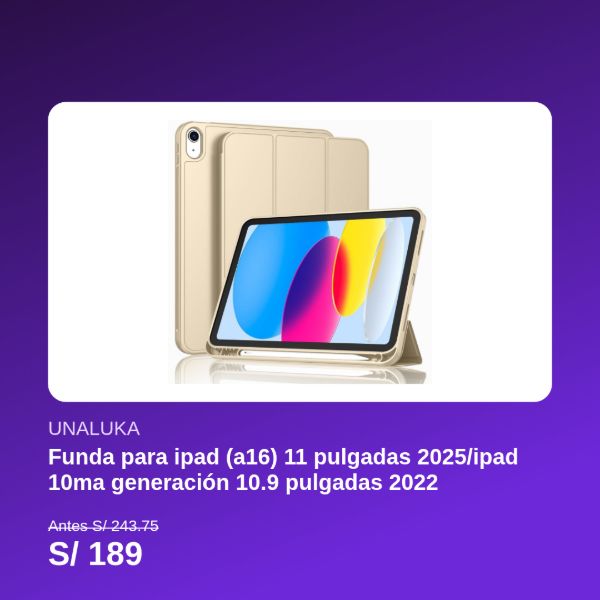 UNALUKA
Funda para ipad (a16) 11 pulgadas 2025/ipad
10ma generación 10.9 pulgadas 2022
Antes S/ 243.75
S/ 189